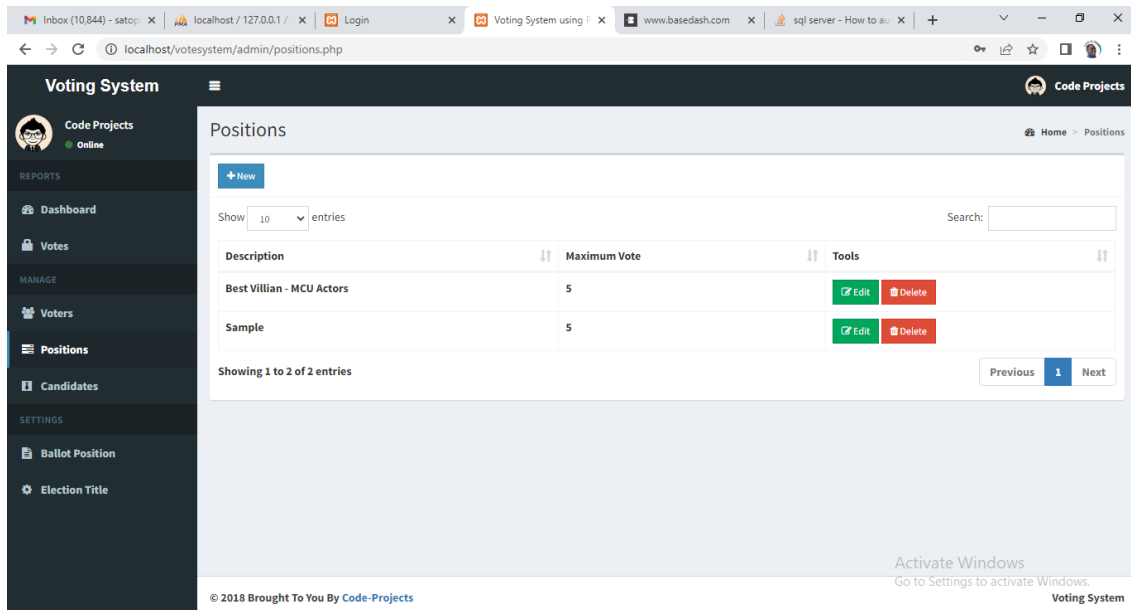 Inbox (10,844) - satopl
localhost / 127.0.0.1 /
Login
Voting System using P
www.basedash.com
sql server - How to au
localhost/votesystem/admin/positions.php
Voting System
Code Projects
Code Projects
Online
REPORTS
Dashboard
Votes
MANAGE
Voters
Positions
Candidates
SETTINGS
Ballot Position
Election Title
Positions
Home > Positions
New
Show 10 entries
Search:
Description Maximum Vote Tools
Best Villian - MCU Actors 5 Edit Delete
Sample 5 Edit Delete
Showing 1 to 2 of 2 entries
Previous 1 Next
Activate Windows
Go to Settings to activate Windows.
© 2018 Brought To You By Code-Projects
Voting System